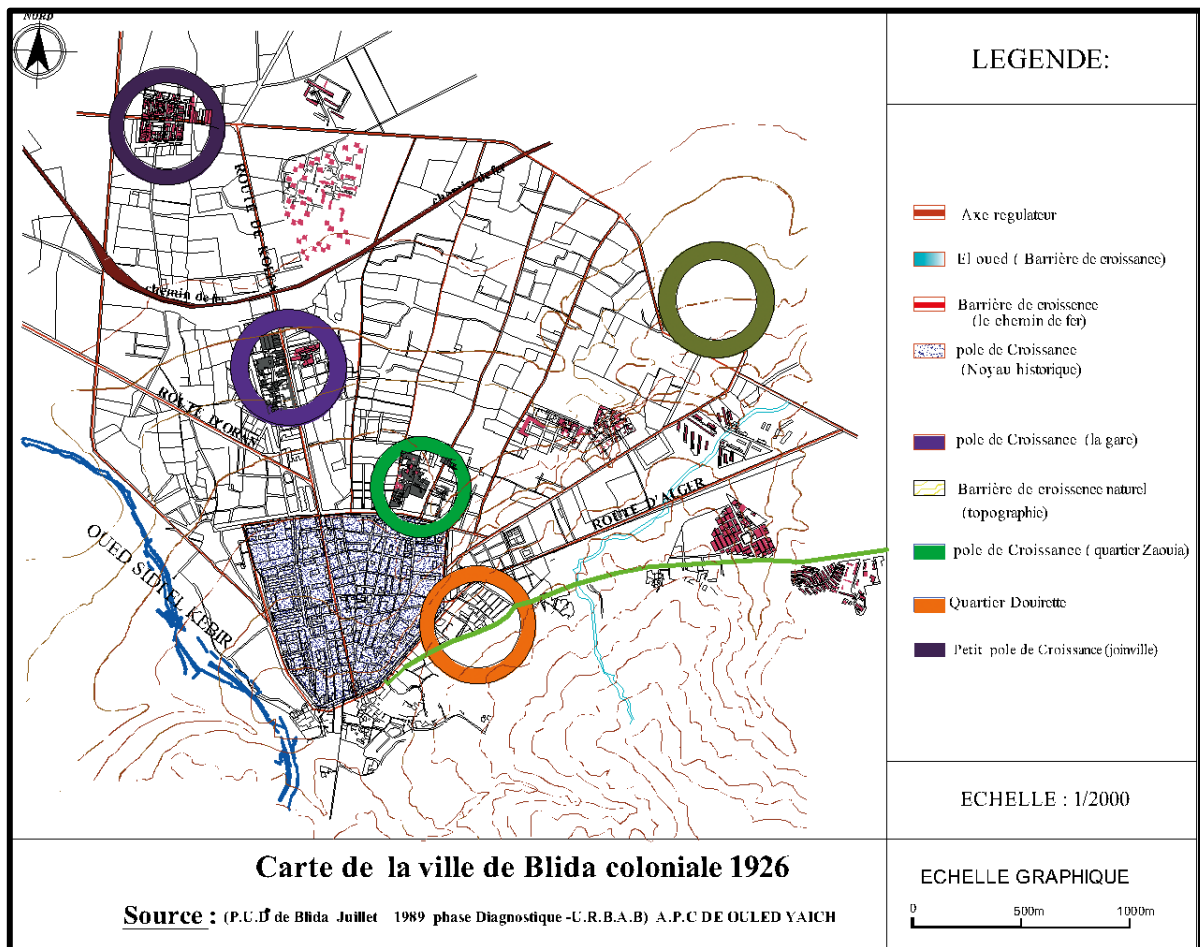 NORD
LEGENDE:
ROUTE DE KOLEA
chemin de fer
chemin de fer
ROUTE D'ORAN
ROUTE D'ALGER
OUED SIDI EL KEBIR
Axe regulateur
El oued ( Barrière de croissance)
Barrière de croissence
(le chemin de fer)
pole de Croissance
(Noyau historique)
pole de Croissance (la gare)
Barrière de croissence naturel
(topographie)
pole de Croissance ( quartier Zaouia)
Quartier Douirette
Petit pole de Croissance (joinville)
ECHELLE : 1/2000
Carte de la ville de Blida coloniale 1926
Source : (P.U.D de Blida Juillet 1989 phase Diagnostique -U.R.B.A.B) A.P.C DE OULED YAICH
ECHELLE GRAPHIQUE
0 500m 1000m